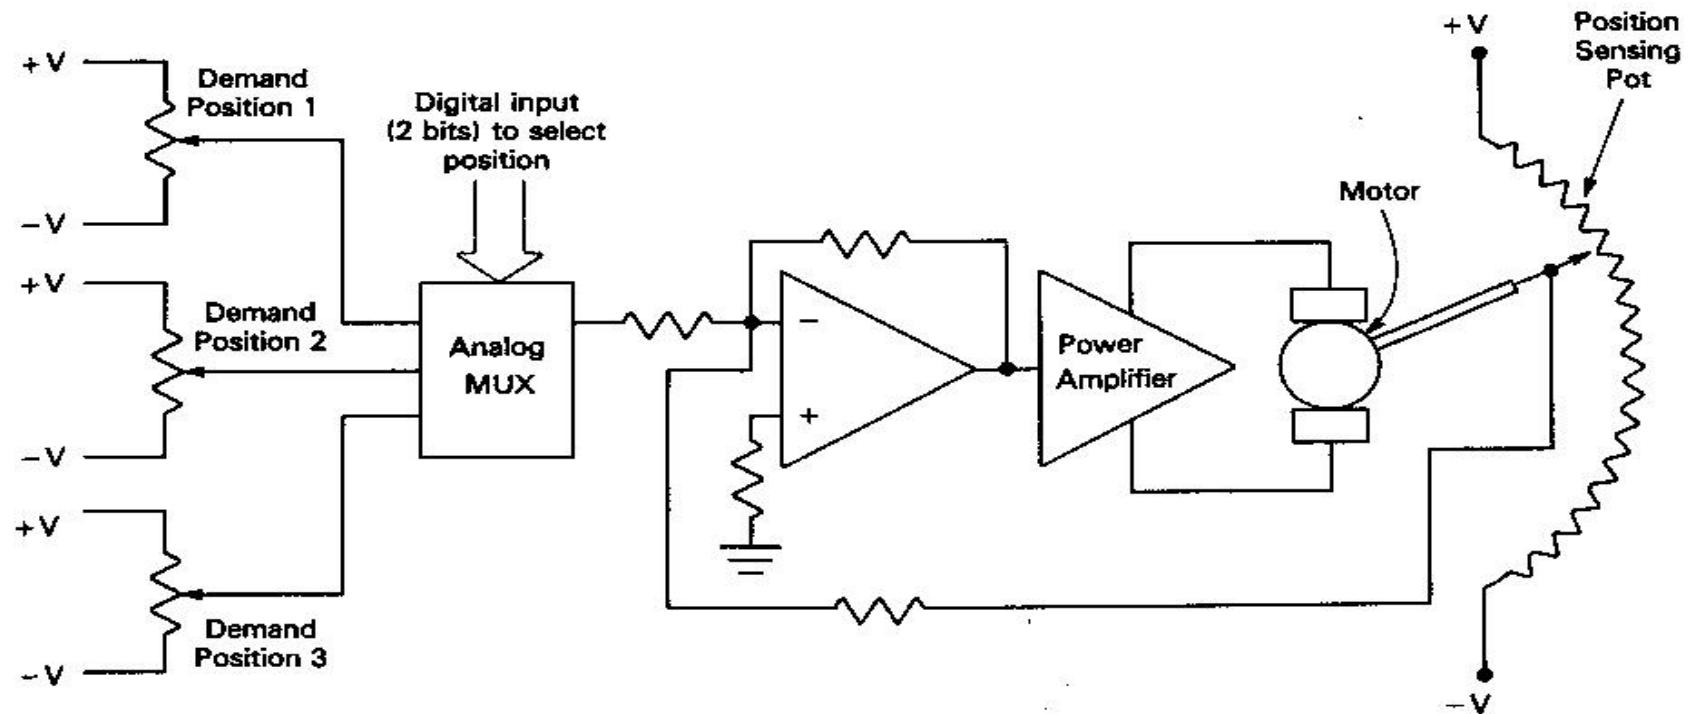 +V
Demand
Position 1
-V
+V
Demand
Position 2
-V
+V
Demand
Position 3
-V
Digital input
(2 bits) to select
position
Analog
MUX
-
+
Power
Amplifier
Motor
+V
Position
Sensing
Pot
-V